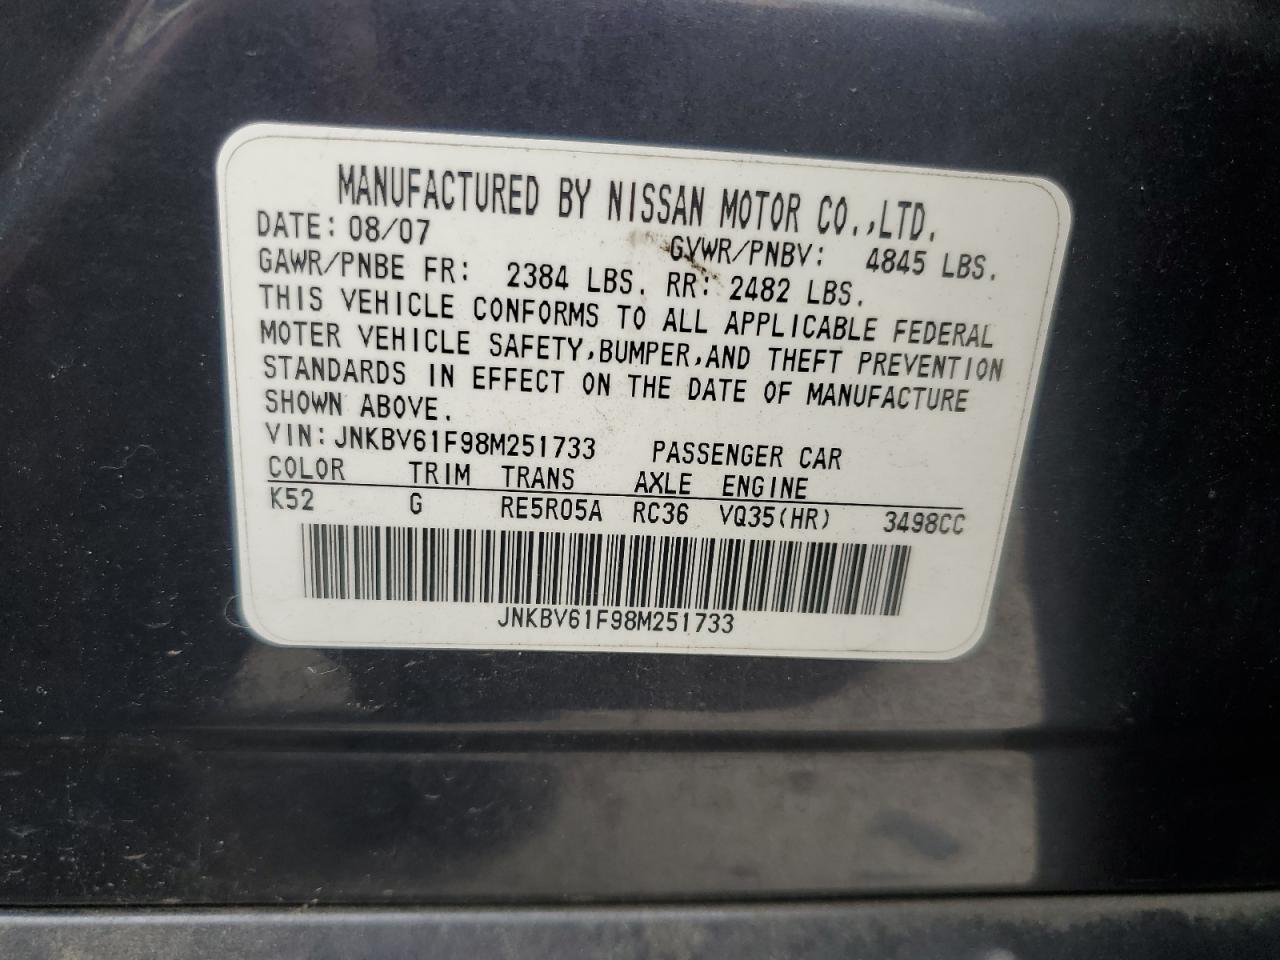 MANUFACTURED BY NISSAN MOTOR CO.,LTD.
DATE: 08/07 GVWR/PNBV: 4845 LBS.
GAWR/PNBE FR: 2384 LBS. RR: 2482 LBS.
THIS VEHICLE CONFORMS TO ALL APPLICABLE FEDERAL
MOTER VEHICLE SAFETY,BUMPER,AND THEFT PREVENTION
STANDARDS IN EFFECT ON THE DATE OF MANUFACTURE
SHOWN ABOVE.
VIN:JNKBV61F98M251733 PASSENGER CAR
COLOR TRIM TRANS AXLE ENGINE
K52 G RE5R05A RC36 VQ35(HR) 3498CC
JNKBV61F98M251733